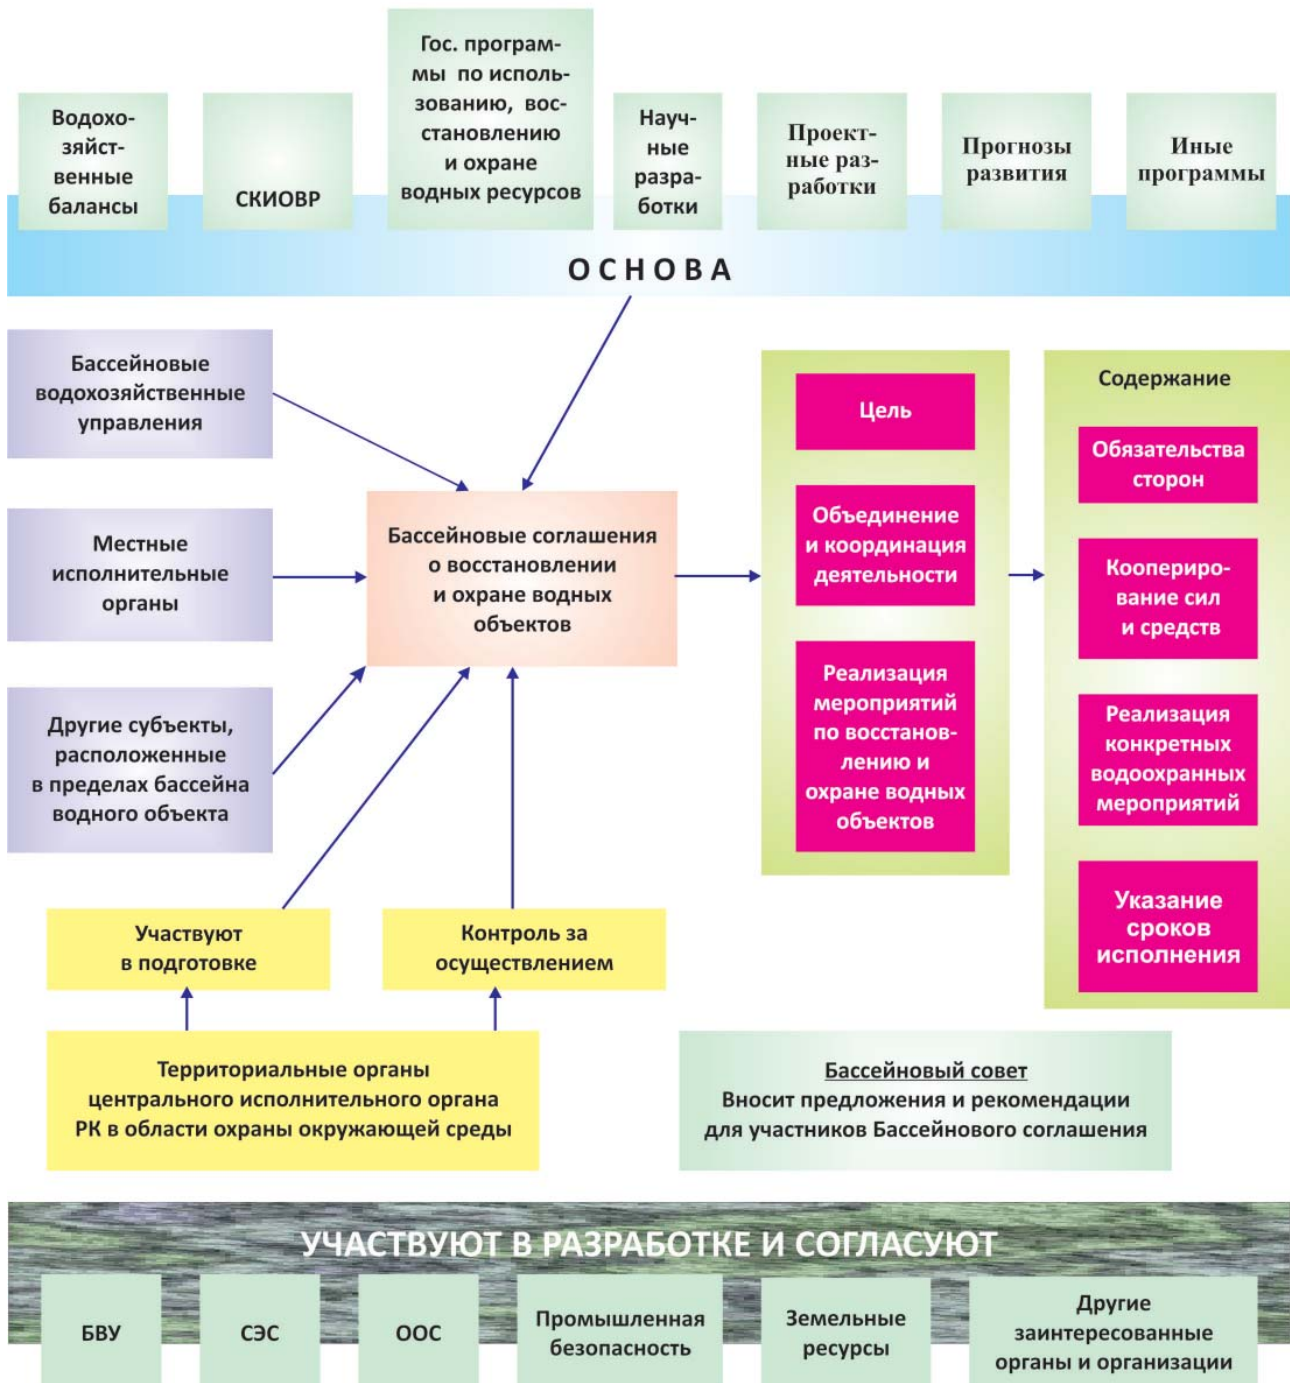 Водохо-
зяйст-
венные
балансы
СКИОВР
Гос. програм-
мы по исполь-
зованию, вос-
становлению
и охране
водных ресурсов
Науч-
ные
разра-
ботки
Проект-
ные раз-
работки
Прогнозы
развития
Иные
программы
ОСНОВА
Бассейновые
водохозяйственные
управления
Местные
исполнительные
органы
Другие субъекты,
расположенные
в пределах бассейна
водного объекта
Бассейновые соглашения
о восстановлении
и охране водных
объектов
Цель
Объединение
и координация
деятельности
Реализация
мероприятий
по восстанов-
лению и
охране водных
объектов
Содержание
Обязательства
сторон
Кооперирo-
вание сил
и средств
Реализация
конкретных
водоохранных
мероприятий
Указание
сроков
исполнения
Участвуют
в подготовке
Контроль за
осуществлением
Территориальные органы
центрального исполнительного органа
РК в области охраны окружающей среды
Бассейновый совет
Вносит предложения и рекомендации
для участников Бассейнового соглашения
УЧАСТВУЮТ В РАЗРАБОТКЕ И СОГЛАСУЮТ
БВУ
СЭС
ООС
Промышленная
безопасность
Земельные
ресурсы
Другие
заинтересованные
органы и организации